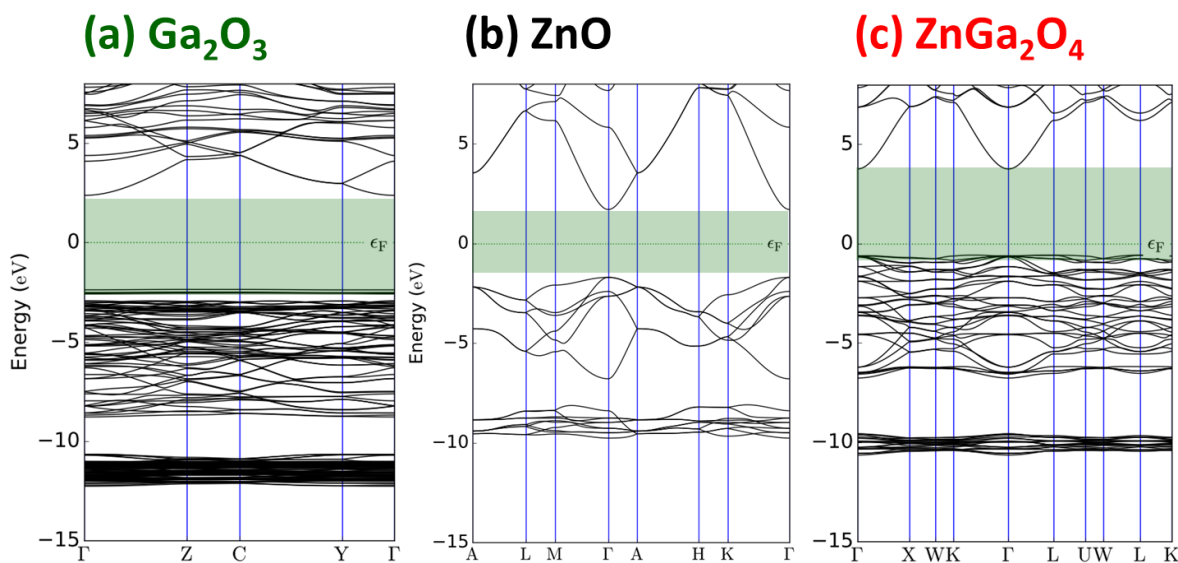 (a) Ga₂O₃
(b) ZnO
(c) ZnGa₂O₄
Energy (eV)
5
0
−5
−10
−15
ϵF
Γ Z C Y Γ
Energy (eV)
5
0
−5
−10
−15
ϵF
A L M Γ A H K Γ
5
0
−5
−10
−15
ϵF
Γ X W K Γ L U W L K